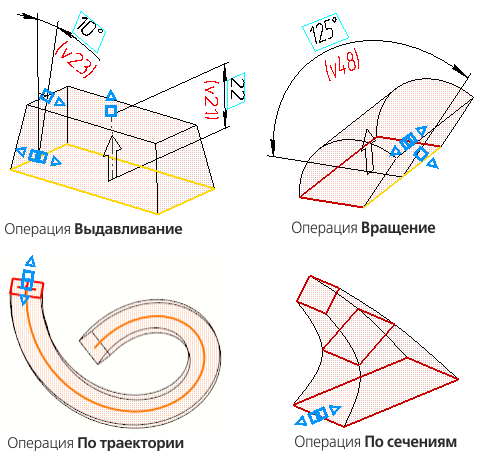 10°
(v23)
22
(v21)
125°
(v48)
Операция Выдавливание
Операция Вращение
Операция По траектории
Операция По сечениям